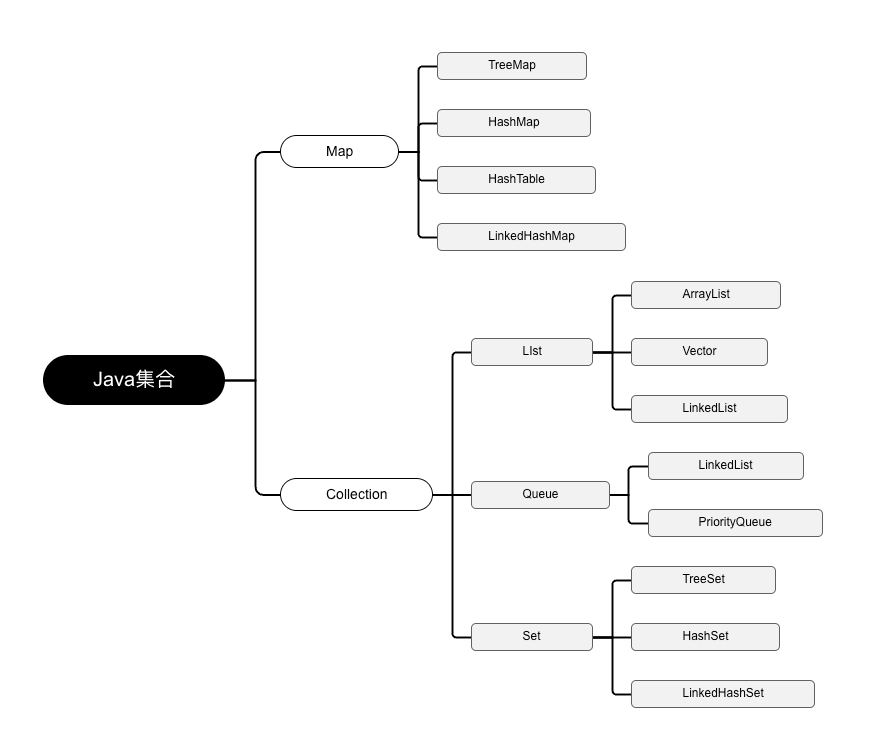 Java集合
Map
TreeMap
HashMap
HashTable
LinkedHashMap
Collection
LIst
ArrayList
Vector
LinkedList
Queue
LinkedList
PriorityQueue
Set
TreeSet
HashSet
LinkedHashSet